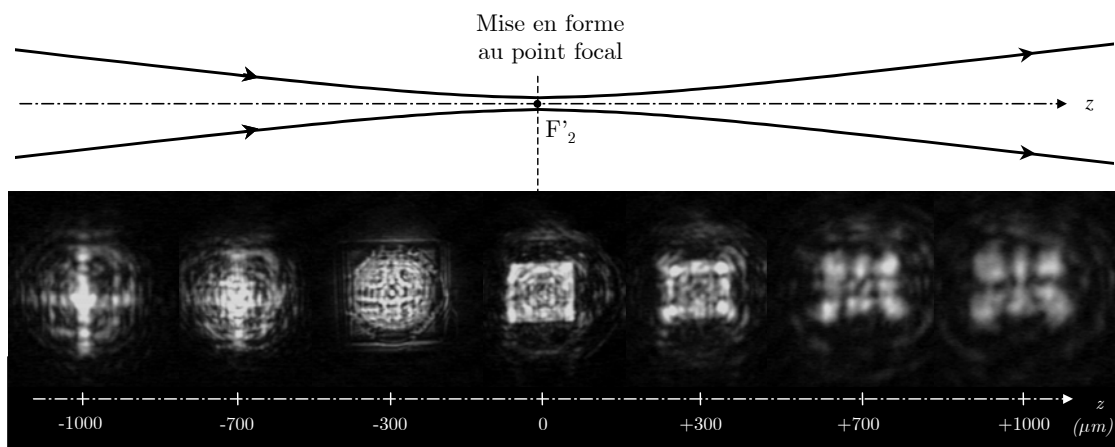 Mise en forme
au point focal
z
F'₂
-1000
-700
-300
0
+300
+700
+1000
z
(μm)